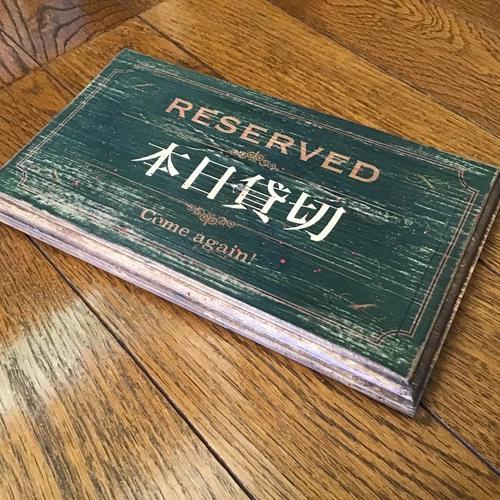 RESERVED
本日貸切
Come again!